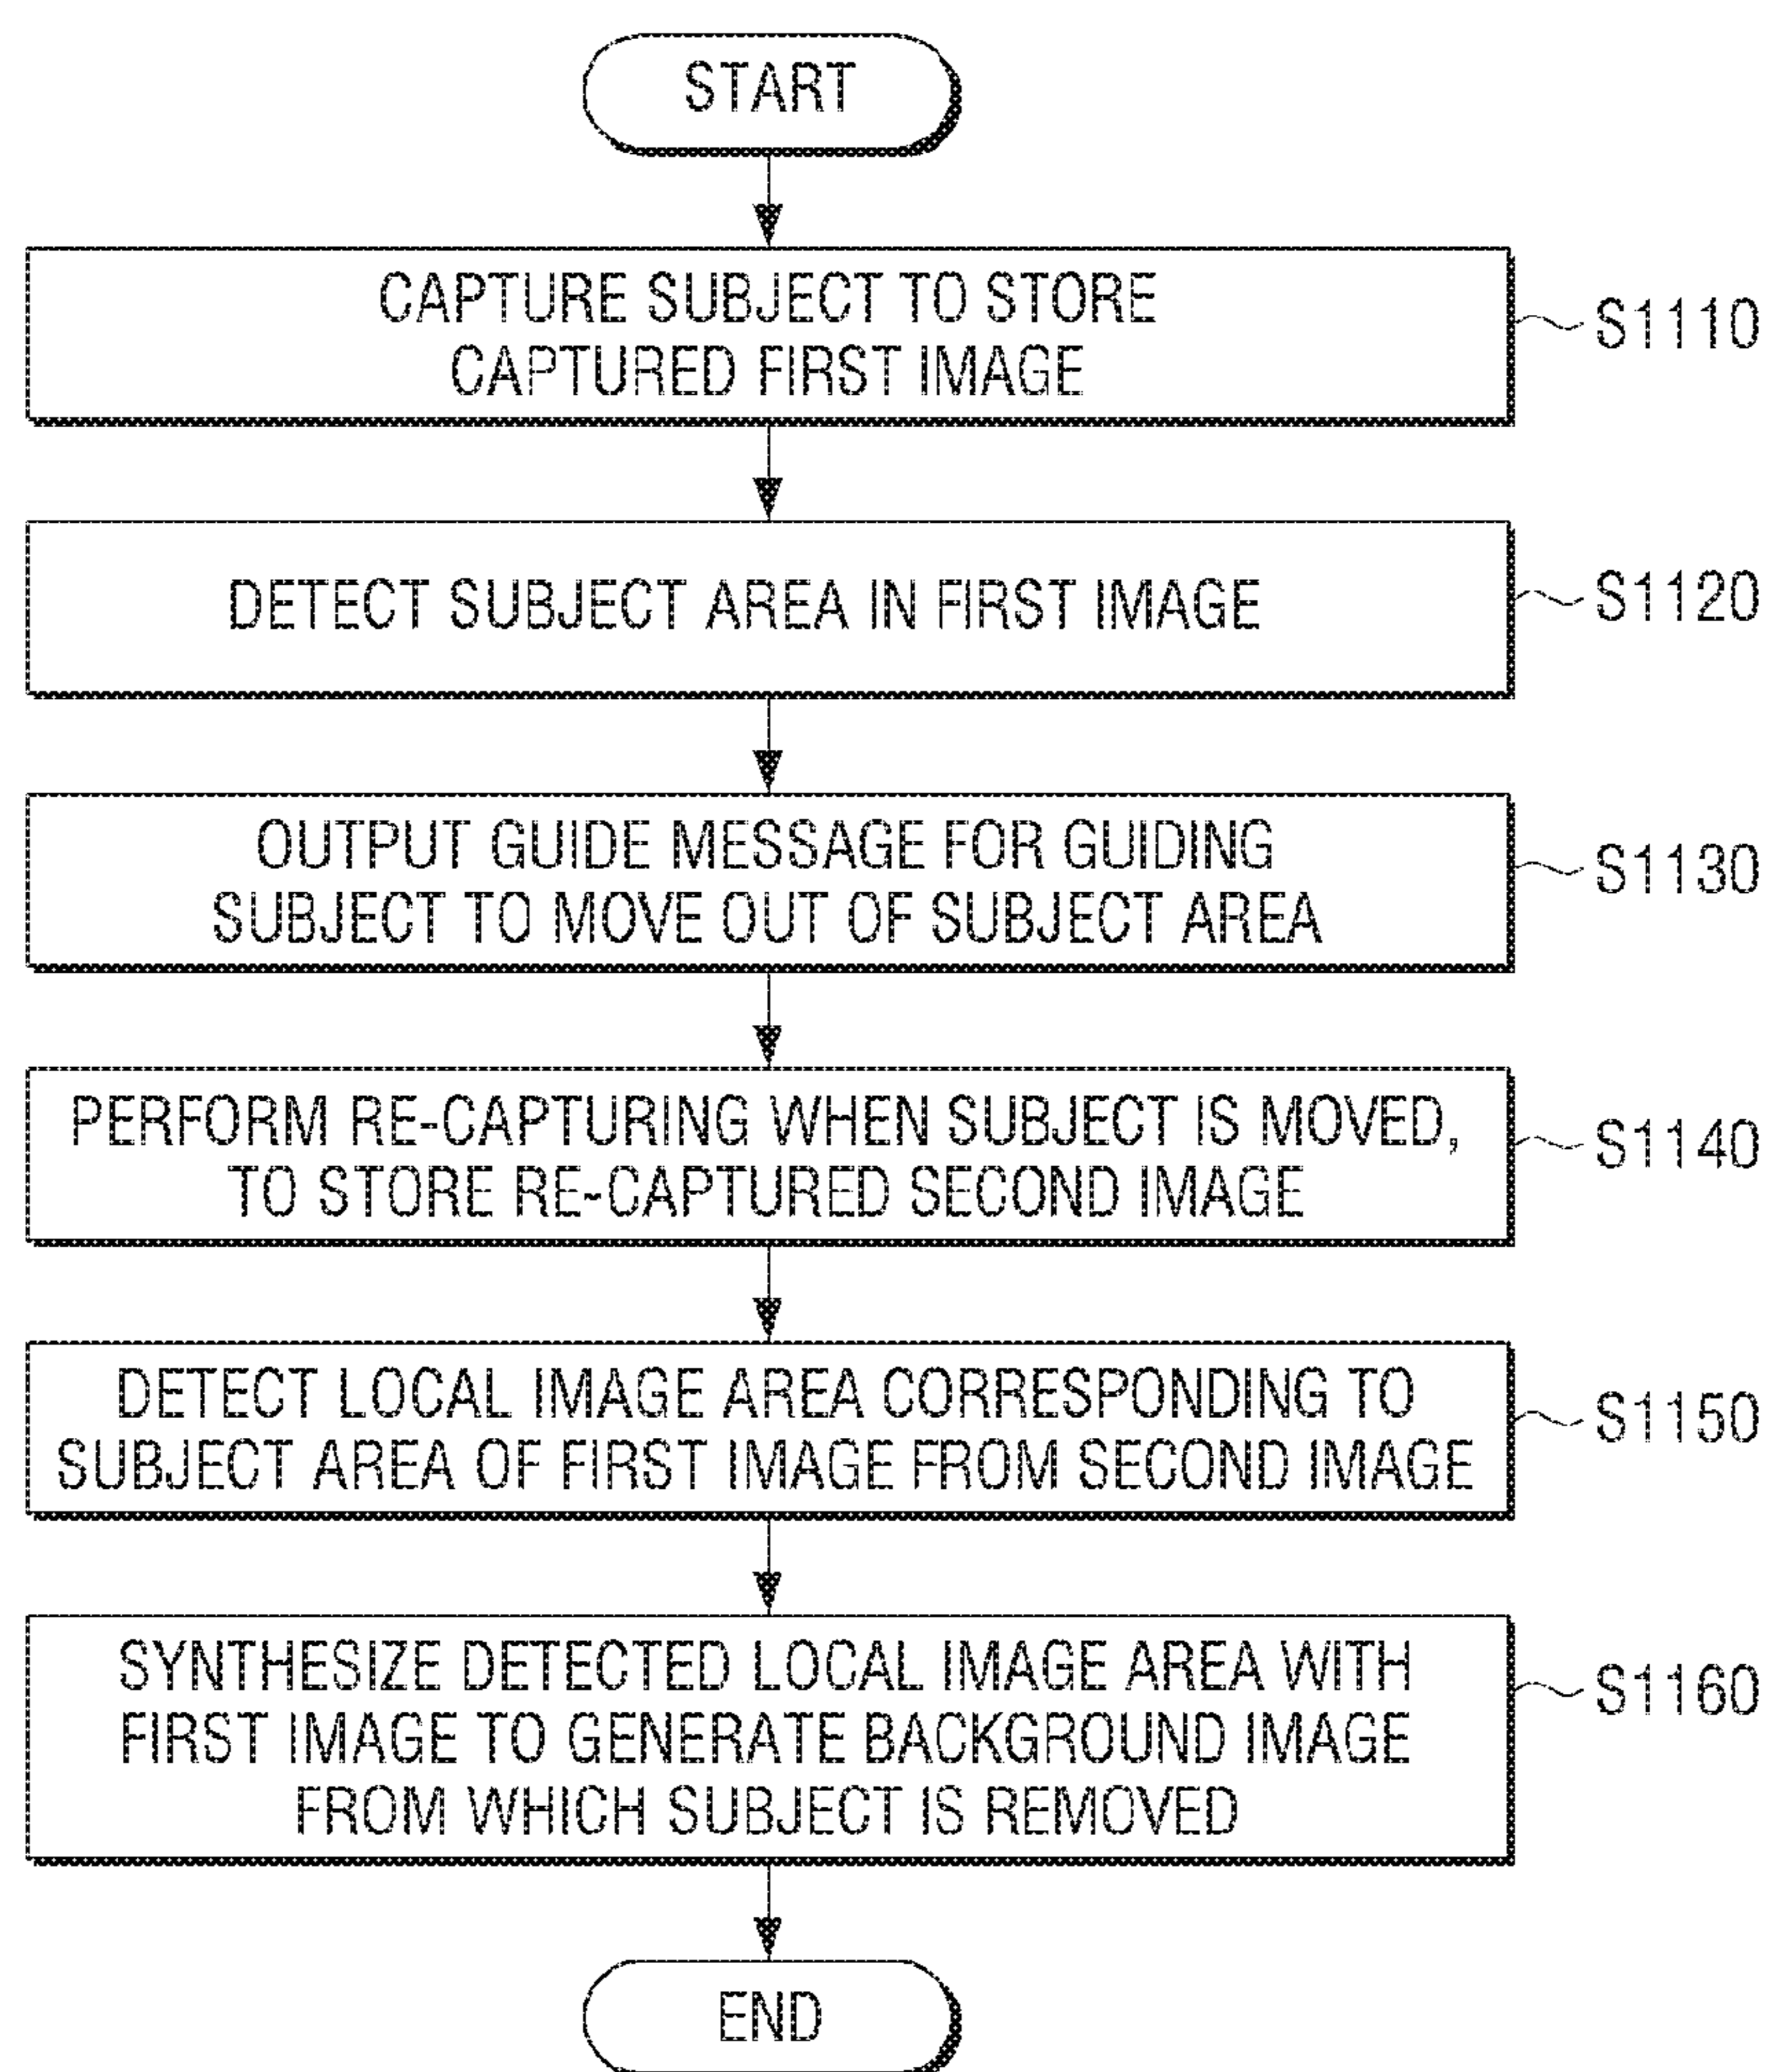 START
CAPTURE SUBJECT TO STORE
CAPTURED FIRST IMAGE
S1110
DETECT SUBJECT AREA IN FIRST IMAGE
S1120
OUTPUT GUIDE MESSAGE FOR GUIDING
SUBJECT TO MOVE OUT OF SUBJECT AREA
S1130
PERFORM RE-CAPTURING WHEN SUBJECT IS MOVED,
TO STORE RE-CAPTURED SECOND IMAGE
S1140
DETECT LOCAL IMAGE AREA CORRESPONDING TO
SUBJECT AREA OF FIRST IMAGE FROM SECOND IMAGE
S1150
SYNTHESIZE DETECTED LOCAL IMAGE AREA WITH
FIRST IMAGE TO GENERATE BACKGROUND IMAGE
FROM WHICH SUBJECT IS REMOVED
S1160
END